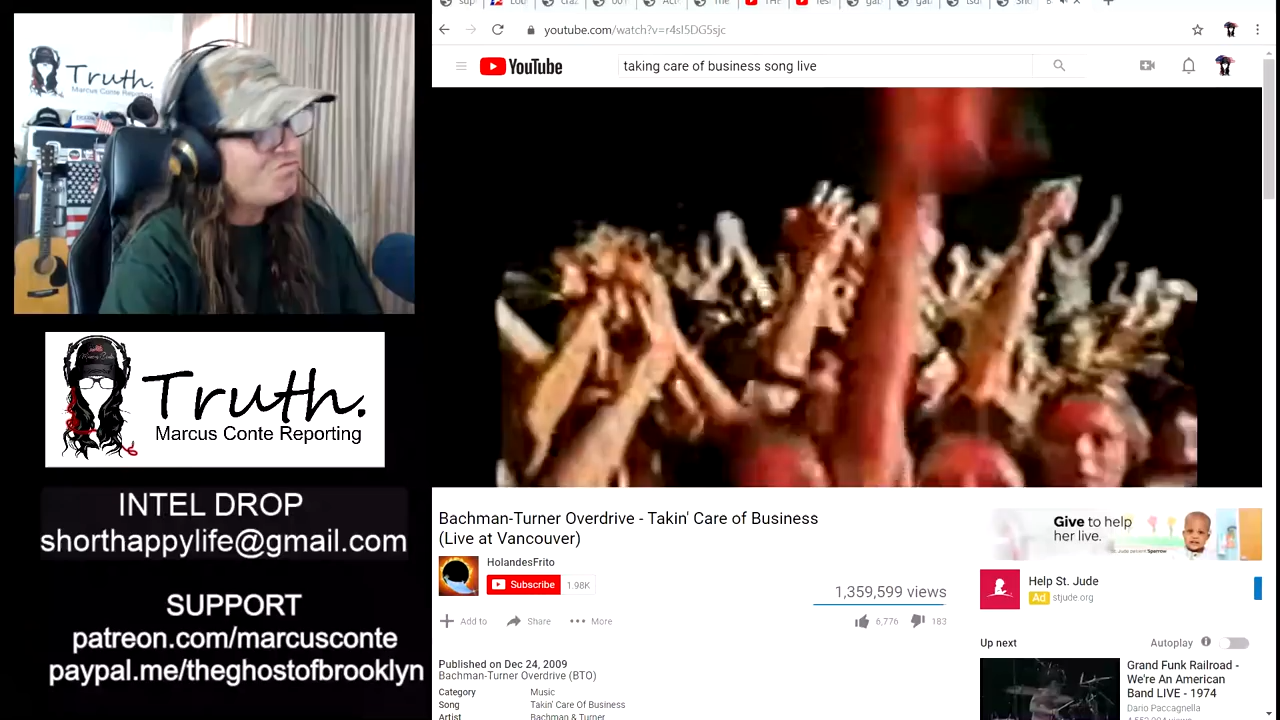 Truth.
Marcus Conte Reporting
Truth.
Marcus Conte Reporting
INTEL DROP
shorthappylife@gmail.com
SUPPORT
patreon.com/marcusconte
paypal.me/theghostofbrooklyn
youtube.com/watch?v=r4sI5DG5sjc
YouTube
taking care of business song live
Bachman-Turner Overdrive - Takin' Care of Business
(Live at Vancouver)
HolandesFrito
Subscribe 1.98K
1,359,599 views
Add to Share More 6,776 183
Published on Dec 24, 2009
Bachman-Turner Overdrive (BTO)
Category Music
Song Takin' Care Of Business
Artist Bachman & Turner
Give to help
her live.
Help St. Jude
Ad stjude.org
Up next Autoplay
Grand Funk Railroad -
We're An American
Band LIVE - 1974
Dario Paccagnella